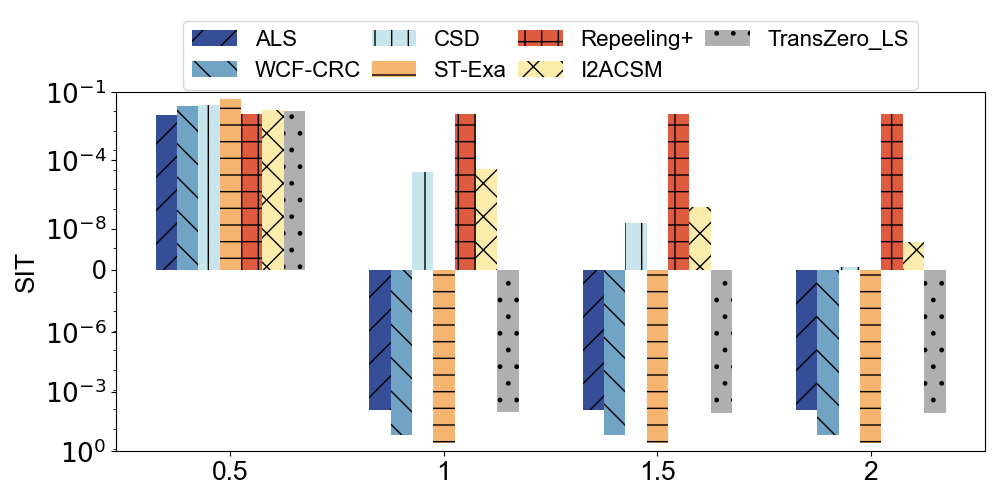 ALS CSD Repeeling+ TransZero_LS
WCF-CRC ST-Exa I2ACSM
10^-1
10^-4
10^-8
0
10^-6
10^-3
10^0
SIT
0.5 1 1.5 2